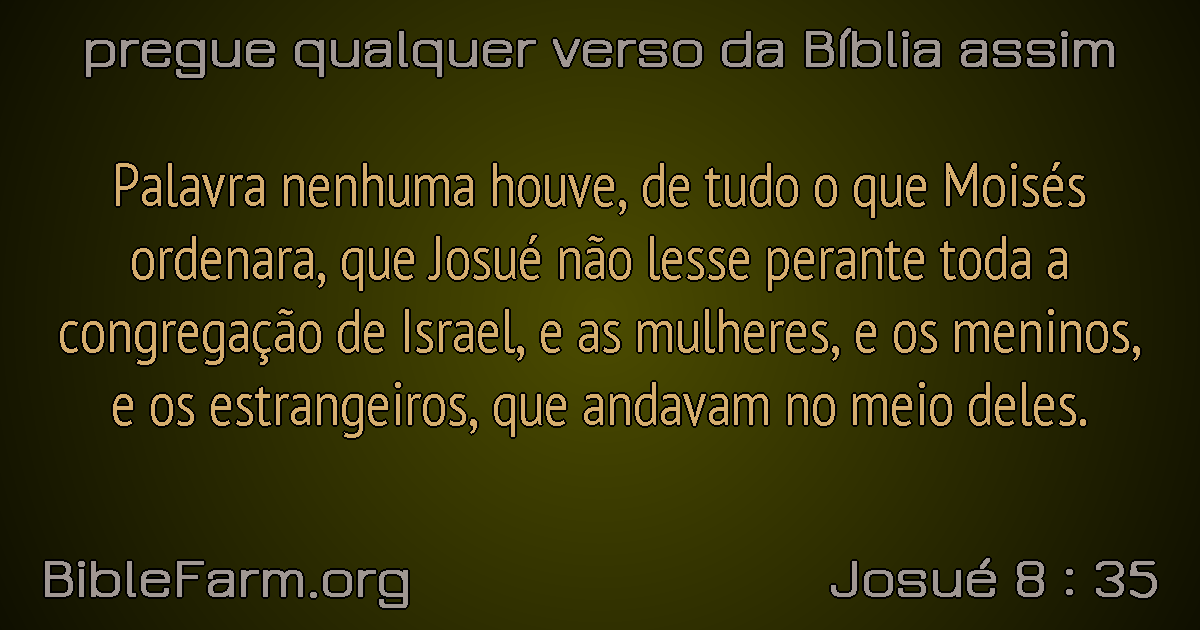 pregue qualquer verso da Bíblia assim
Palavra nenhuma houve, de tudo o que Moisés
ordenara, que Josué não lesse perante toda a
congregação de Israel, e as mulheres, e os meninos,
e os estrangeiros, que andavam no meio deles.
BibleFarm.org
Josué 8 : 35